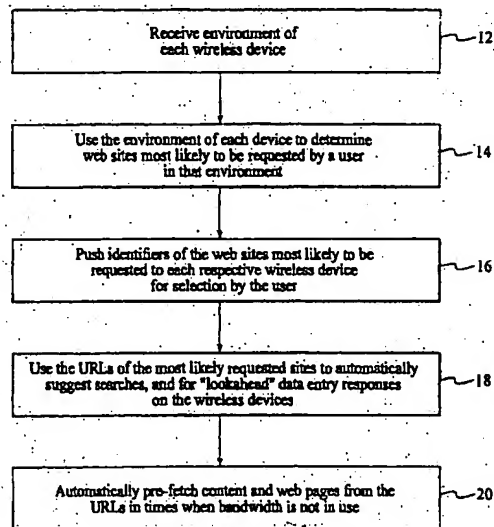 Receive environment of
each wireless device
12
Use the environment of each device to determine
web sites most likely to be requested by a user
in that environment
14
Push identifiers of the web sites most likely to be
requested to each respective wireless device
for selection by the user
16
Use the URLs of the most likely requested sites to automatically
suggest searches, and for "lookahead" data entry responses
on the wireless devices
18
Automatically pre-fetch content and web pages from the
URLs in times when bandwidth is not in use
20